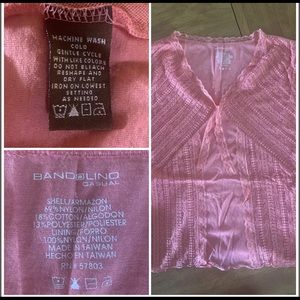 MACHINE WASH
COLD
GENTLE CYCLE
WITH LIKE COLORS
DO NOT BLEACH
RESHAPE AND
DRY FLAT
IRON ON LOWEST
SETTING
AS NEEDED
BANDOLINO
CASUAL
SHELL/ARMAZON
69%NYLON/NILON
18%COTTON/ALGODON
13%POLYESTER/POLIESTER
LINING/FORRO
100%NYLON/NILON
MADE IN TAIWAN
HECHO EN TAIWAN
RN# 57803